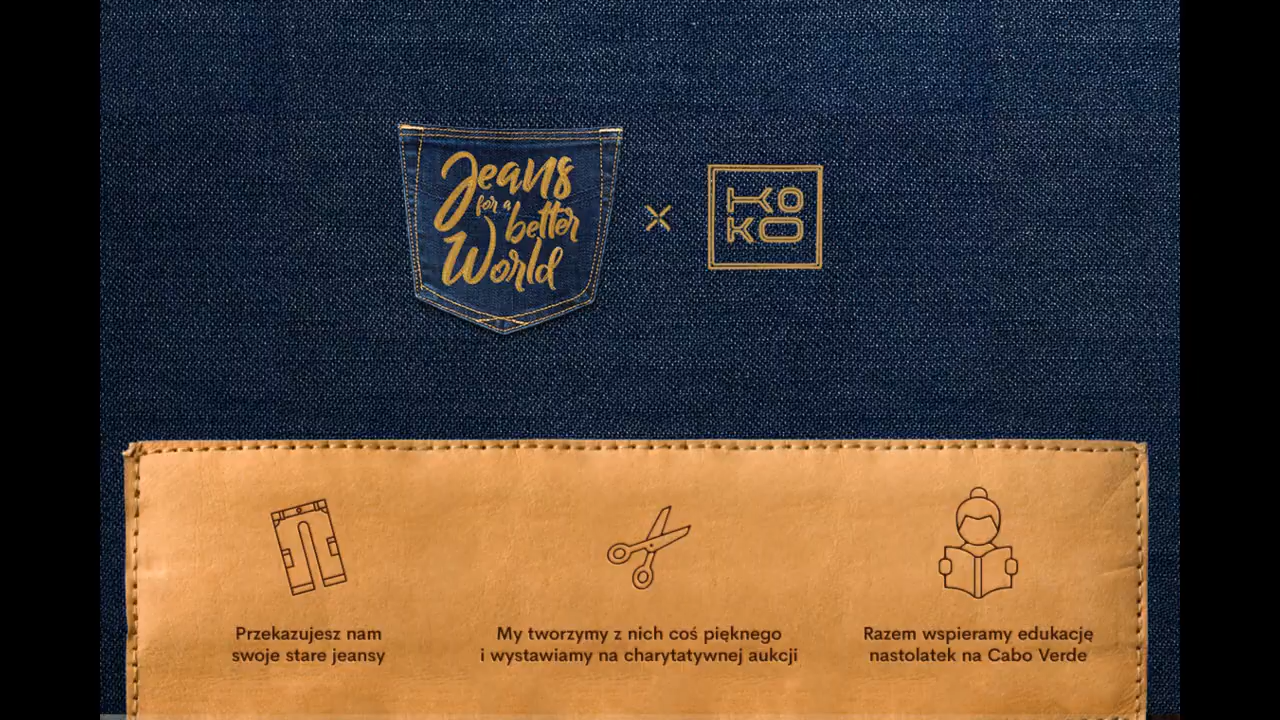 Jeans
for a
better
World
KO
KO
Przekazujesz nam
swoje stare jeansy
My tworzymy z nich coś pięknego
i wystawiamy na charytatywnej aukcji
Razem wspieramy edukację
nastolatek na Cabo Verde